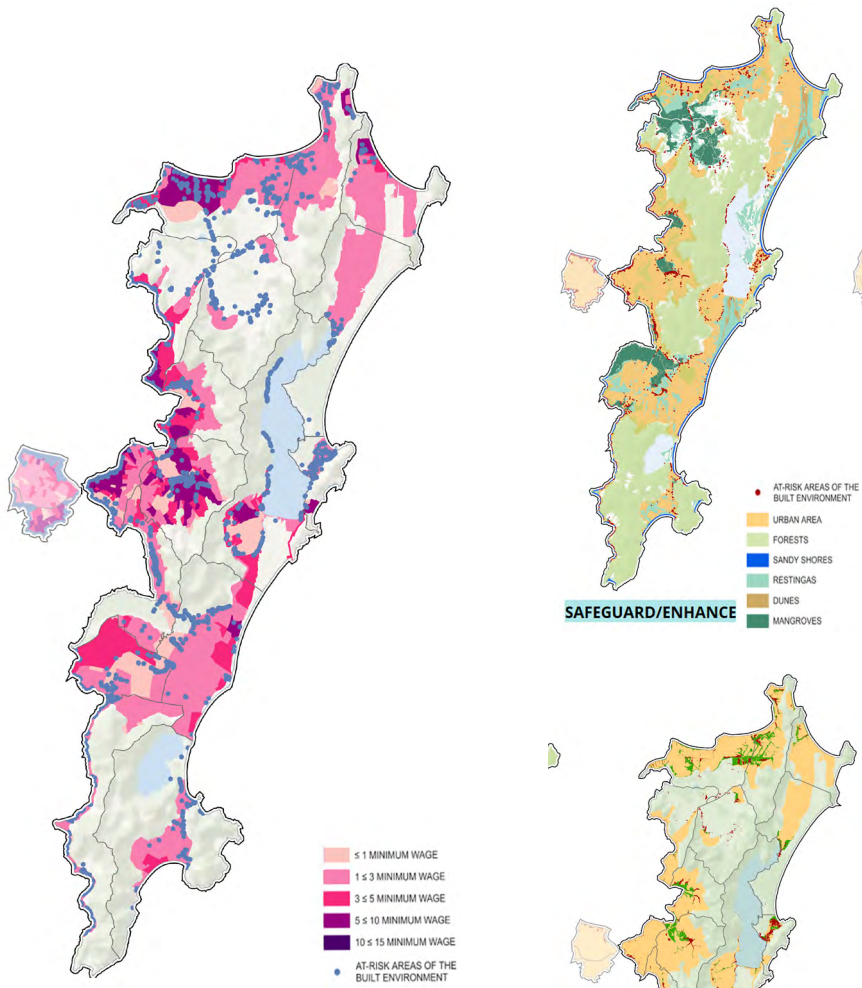 ≤ 1 MINIMUM WAGE
1 ≤ 3 MINIMUM WAGE
3 ≤ 5 MINIMUM WAGE
5 ≤ 10 MINIMUM WAGE
10 ≤ 15 MINIMUM WAGE
AT-RISK AREAS OF THE
BUILT ENVIRONMENT
AT-RISK AREAS OF THE
BUILT ENVIRONMENT
URBAN AREA
FORESTS
SANDY SHORES
RESTINGAS
DUNES
MANGROVES
SAFEGUARD/ENHANCE